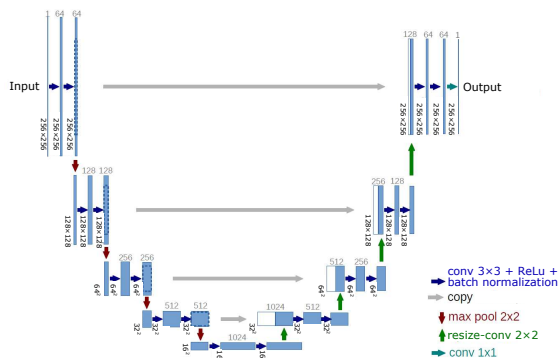 1 64 64
128 64 64 1
Input
Output
256×256 256×256 256×256
256×256 256×256 256×256 256×256
128 128
256 128
128×128 128×128 128×128
128×128 128×128 128×128
256 256
512 256
64² 64² 64²
64² 64² 64²
512 512
1024 512
32² 32² 32²
32² 32² 32²
1024
16² 16² 16²
conv 3×3 + ReLu +
batch normalization
copy
max pool 2x2
resize-conv 2×2
conv 1x1